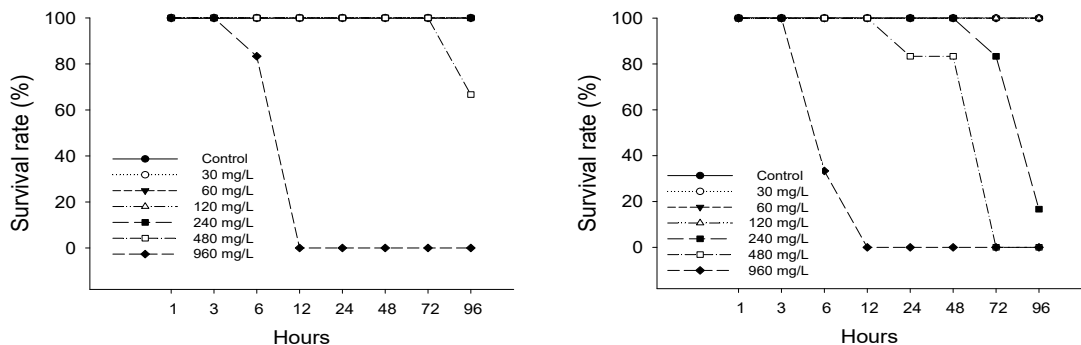 100
80
60
40
20
0
Survival rate (%)
Control
30 mg/L
60 mg/L
120 mg/L
240 mg/L
480 mg/L
960 mg/L
1 3 6 12 24 48 72 96
Hours
100
80
60
40
20
0
Survival rate (%)
Control
30 mg/L
60 mg/L
120 mg/L
240 mg/L
480 mg/L
960 mg/L
1 3 6 12 24 48 72 96
Hours